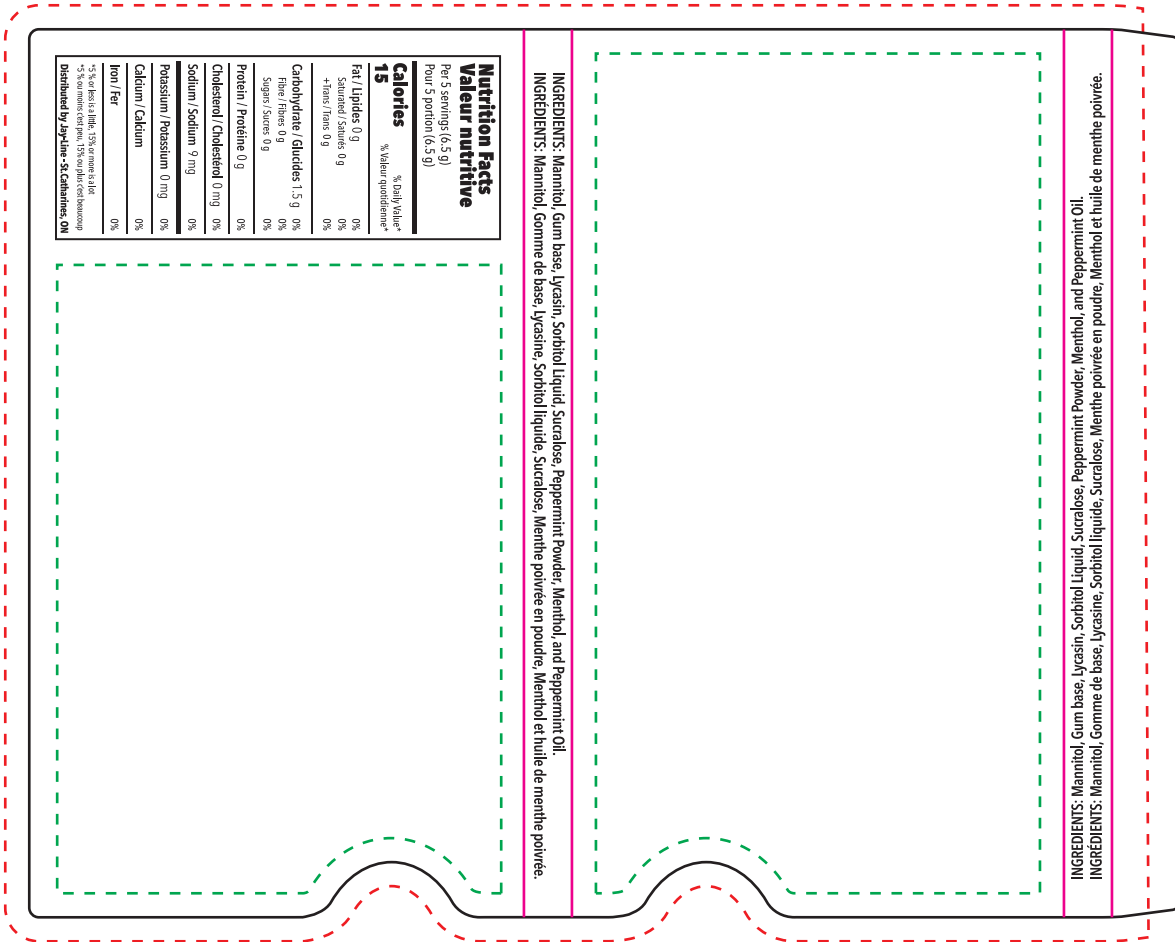 Nutrition Facts
Valeur nutritive
Per 5 servings (6.5 g)
Pour 5 portion (6.5 g)
Calories
15
% Daily Value*
% Valeur quotidienne*
Fat / Lipides 0 g 0%
Saturated / Saturés 0 g 0%
+Trans / Trans 0 g 0%
Carbohydrate / Glucides 1.5 g 0%
Fibre / Fibres 0 g 0%
Sugars / Sucres 0 g 0%
Protein / Protéine 0 g 0%
Cholesterol / Cholestérol 0 mg 0%
Sodium / Sodium 9 mg 0%
Potassium / Potassium 0 mg 0%
Calcium / Calcium 0%
Iron / Fer 0%
*5 % or less is a little, 15% or more is a lot
*5 % ou moins c'est peu, 15% ou plus c'est beaucoup
Distributed by Jay-Line - St.Catharines, ON
INGREDIENTS: Mannitol, Gum base, Lycasin, Sorbitol Liquid, Sucralose, Peppermint Powder, Menthol, and Peppermint Oil.
INGRÉDIENTS: Mannitol, Gomme de base, Lycasine, Sorbitol liquide, Sucralose, Menthe poivrée en poudre, Menthol et huile de menthe poivrée.
INGREDIENTS: Mannitol, Gum base, Lycasin, Sorbitol Liquid, Sucralose, Peppermint Powder, Menthol, and Peppermint Oil.
INGRÉDIENTS: Mannitol, Gomme de base, Lycasine, Sorbitol liquide, Sucralose, Menthe poivrée en poudre, Menthol et huile de menthe poivrée.